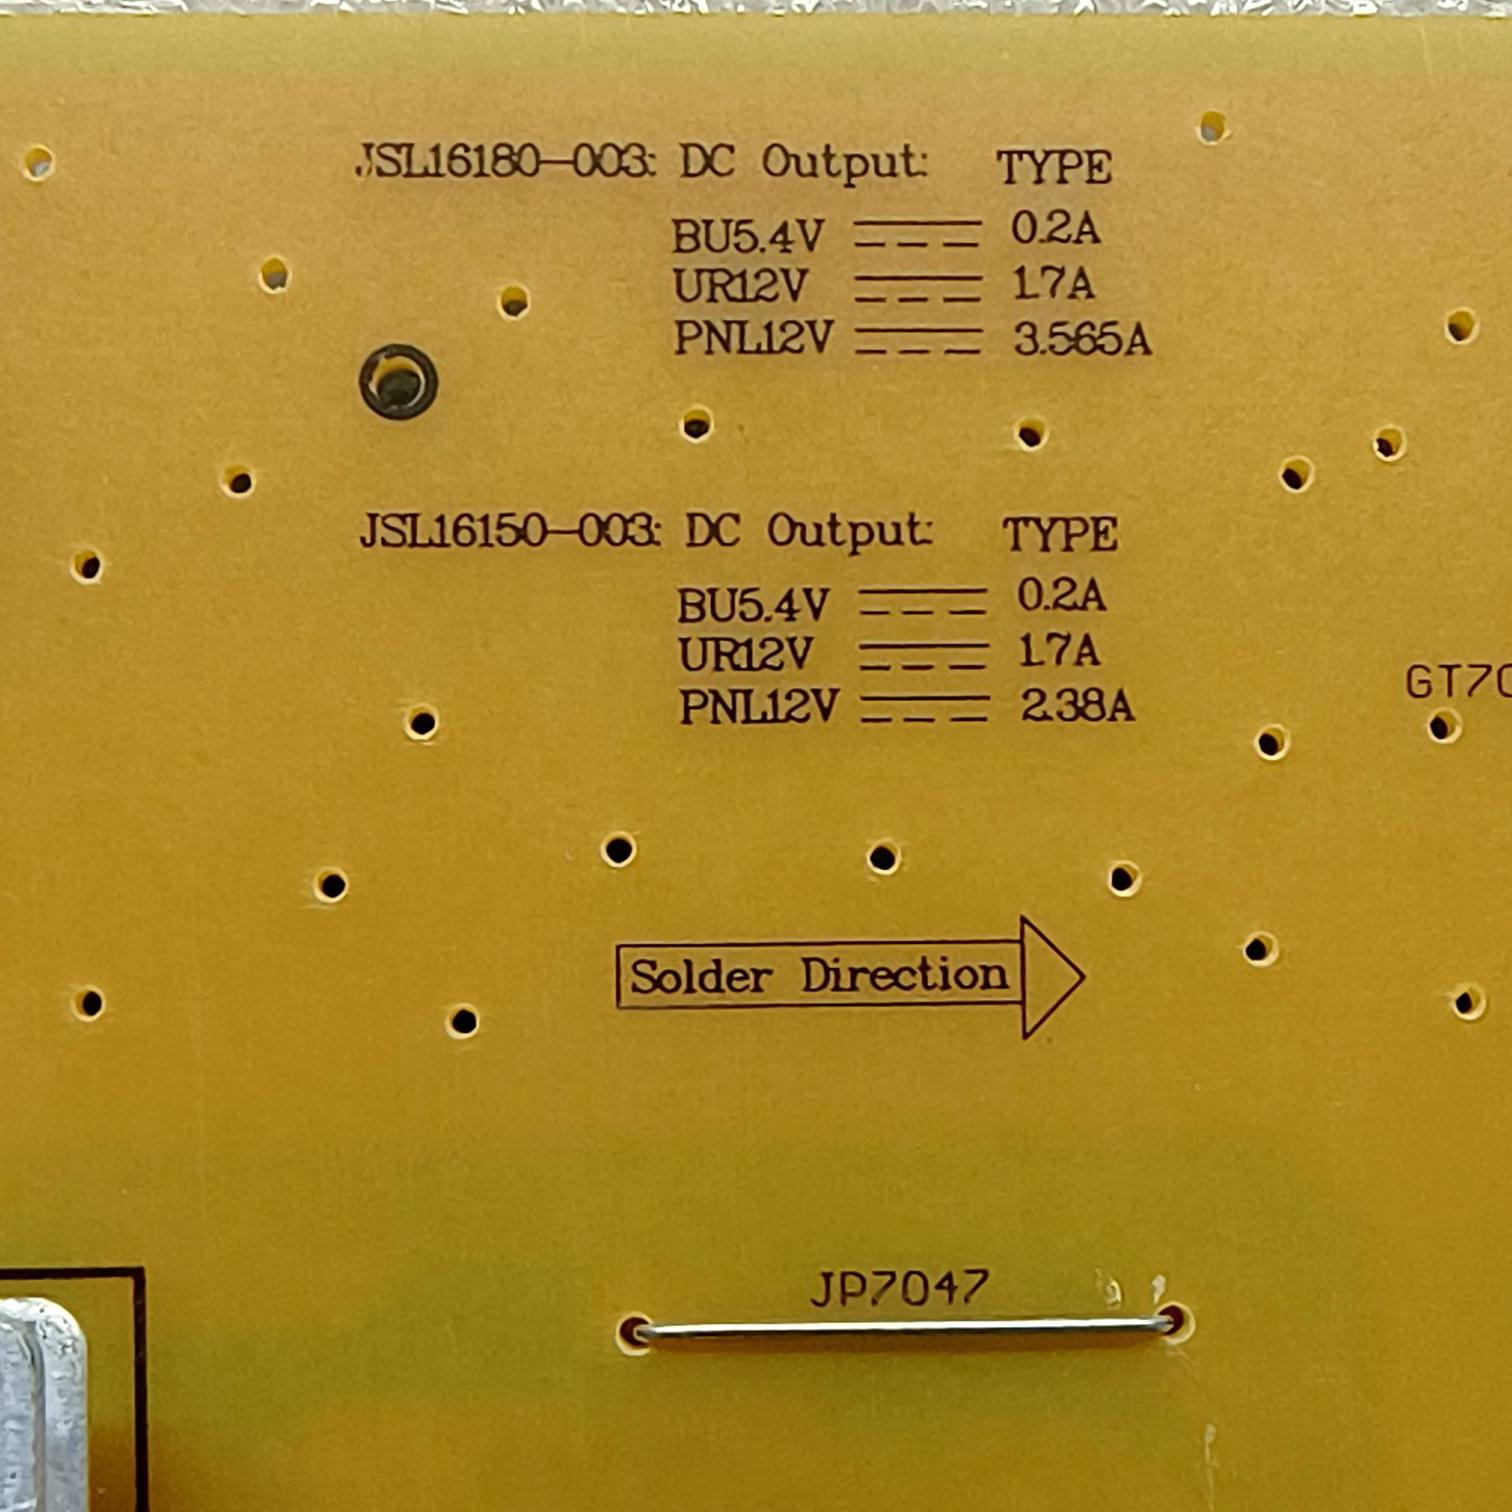 JSL16180-003: DC Output: TYPE
BU5.4V 0.2A
UR12V 1.7A
PNL12V 3.565A
JSL16150-003: DC Output: TYPE
BU5.4V 0.2A
UR12V 1.7A
PNL12V 2.38A
GT70
Solder Direction
JP7047